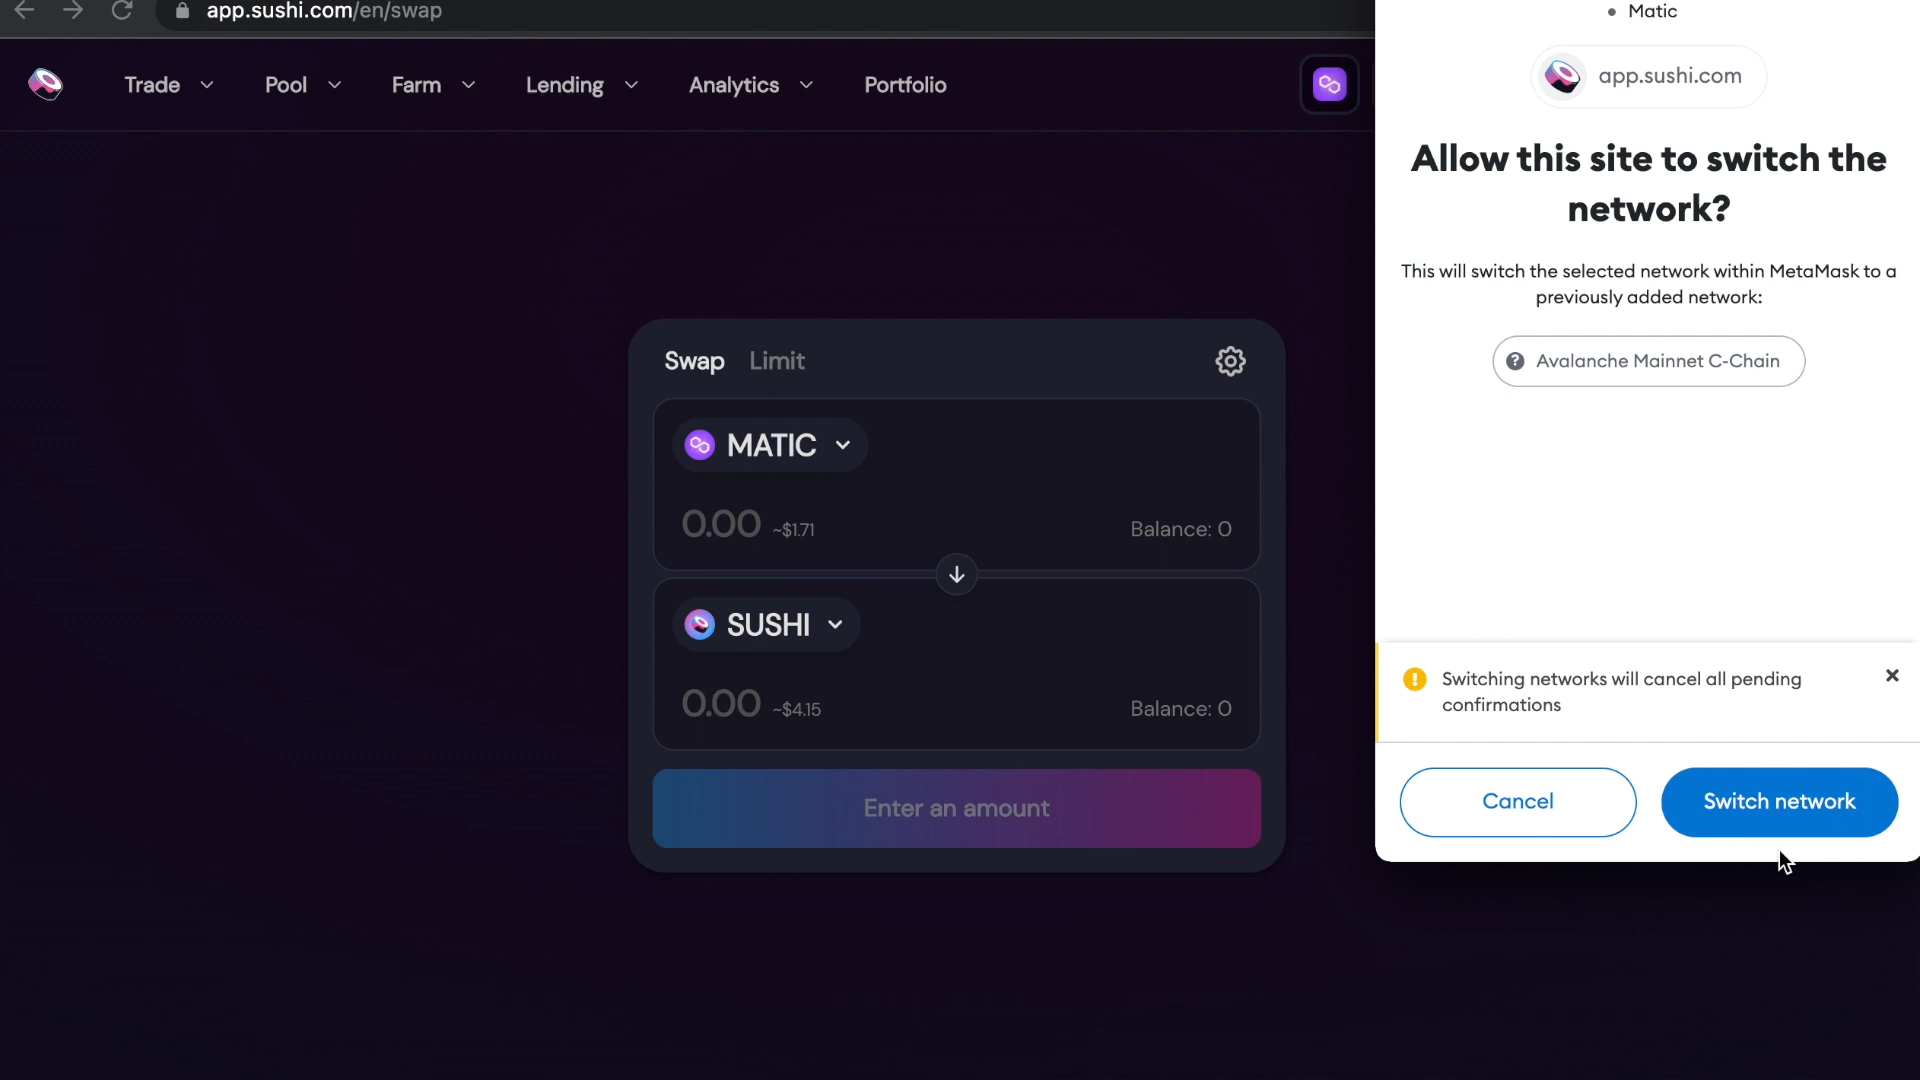 app.sushi.com/en/swap
Trade
Pool
Farm
Lending
Analytics
Portfolio
Swap
Limit
MATIC
0.00 ~$1.71
Balance: 0
SUSHI
0.00 ~$4.15
Balance: 0
Enter an amount
• Matic
app.sushi.com
Allow this site to switch the
network?
This will switch the selected network within MetaMask to a
previously added network:
? Avalanche Mainnet C-Chain
! Switching networks will cancel all pending
confirmations
Cancel
Switch network